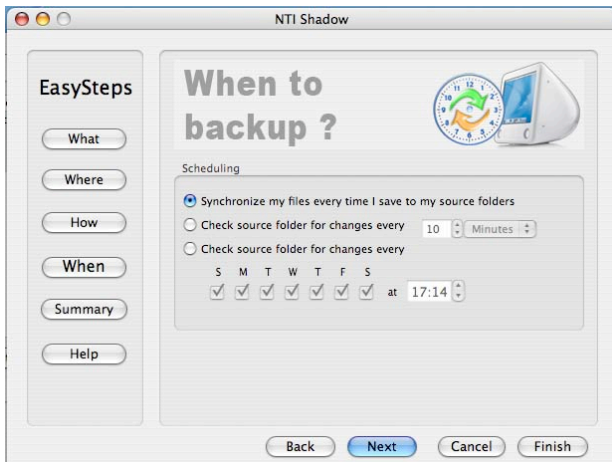 NTI Shadow
EasySteps
What
Where
How
When
Summary
Help
When to
backup ?
Scheduling
Synchronize my files every time I save to my source folders
Check source folder for changes every 10 Minutes
Check source folder for changes every
S M T W T F S
at 17:14
Back Next Cancel Finish